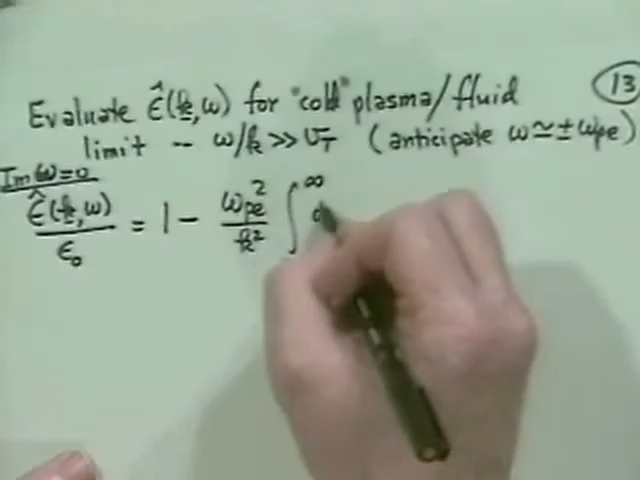 13
Evaluate ε̂(k,ω) for "cold" plasma/fluid
limit -- ω/k >> v_T (anticipate ω ≃ ±ω_pe)
Im ω = 0
ε̂(k,ω)/ε₀ = 1 - ω_pe²/k² ∫^∞